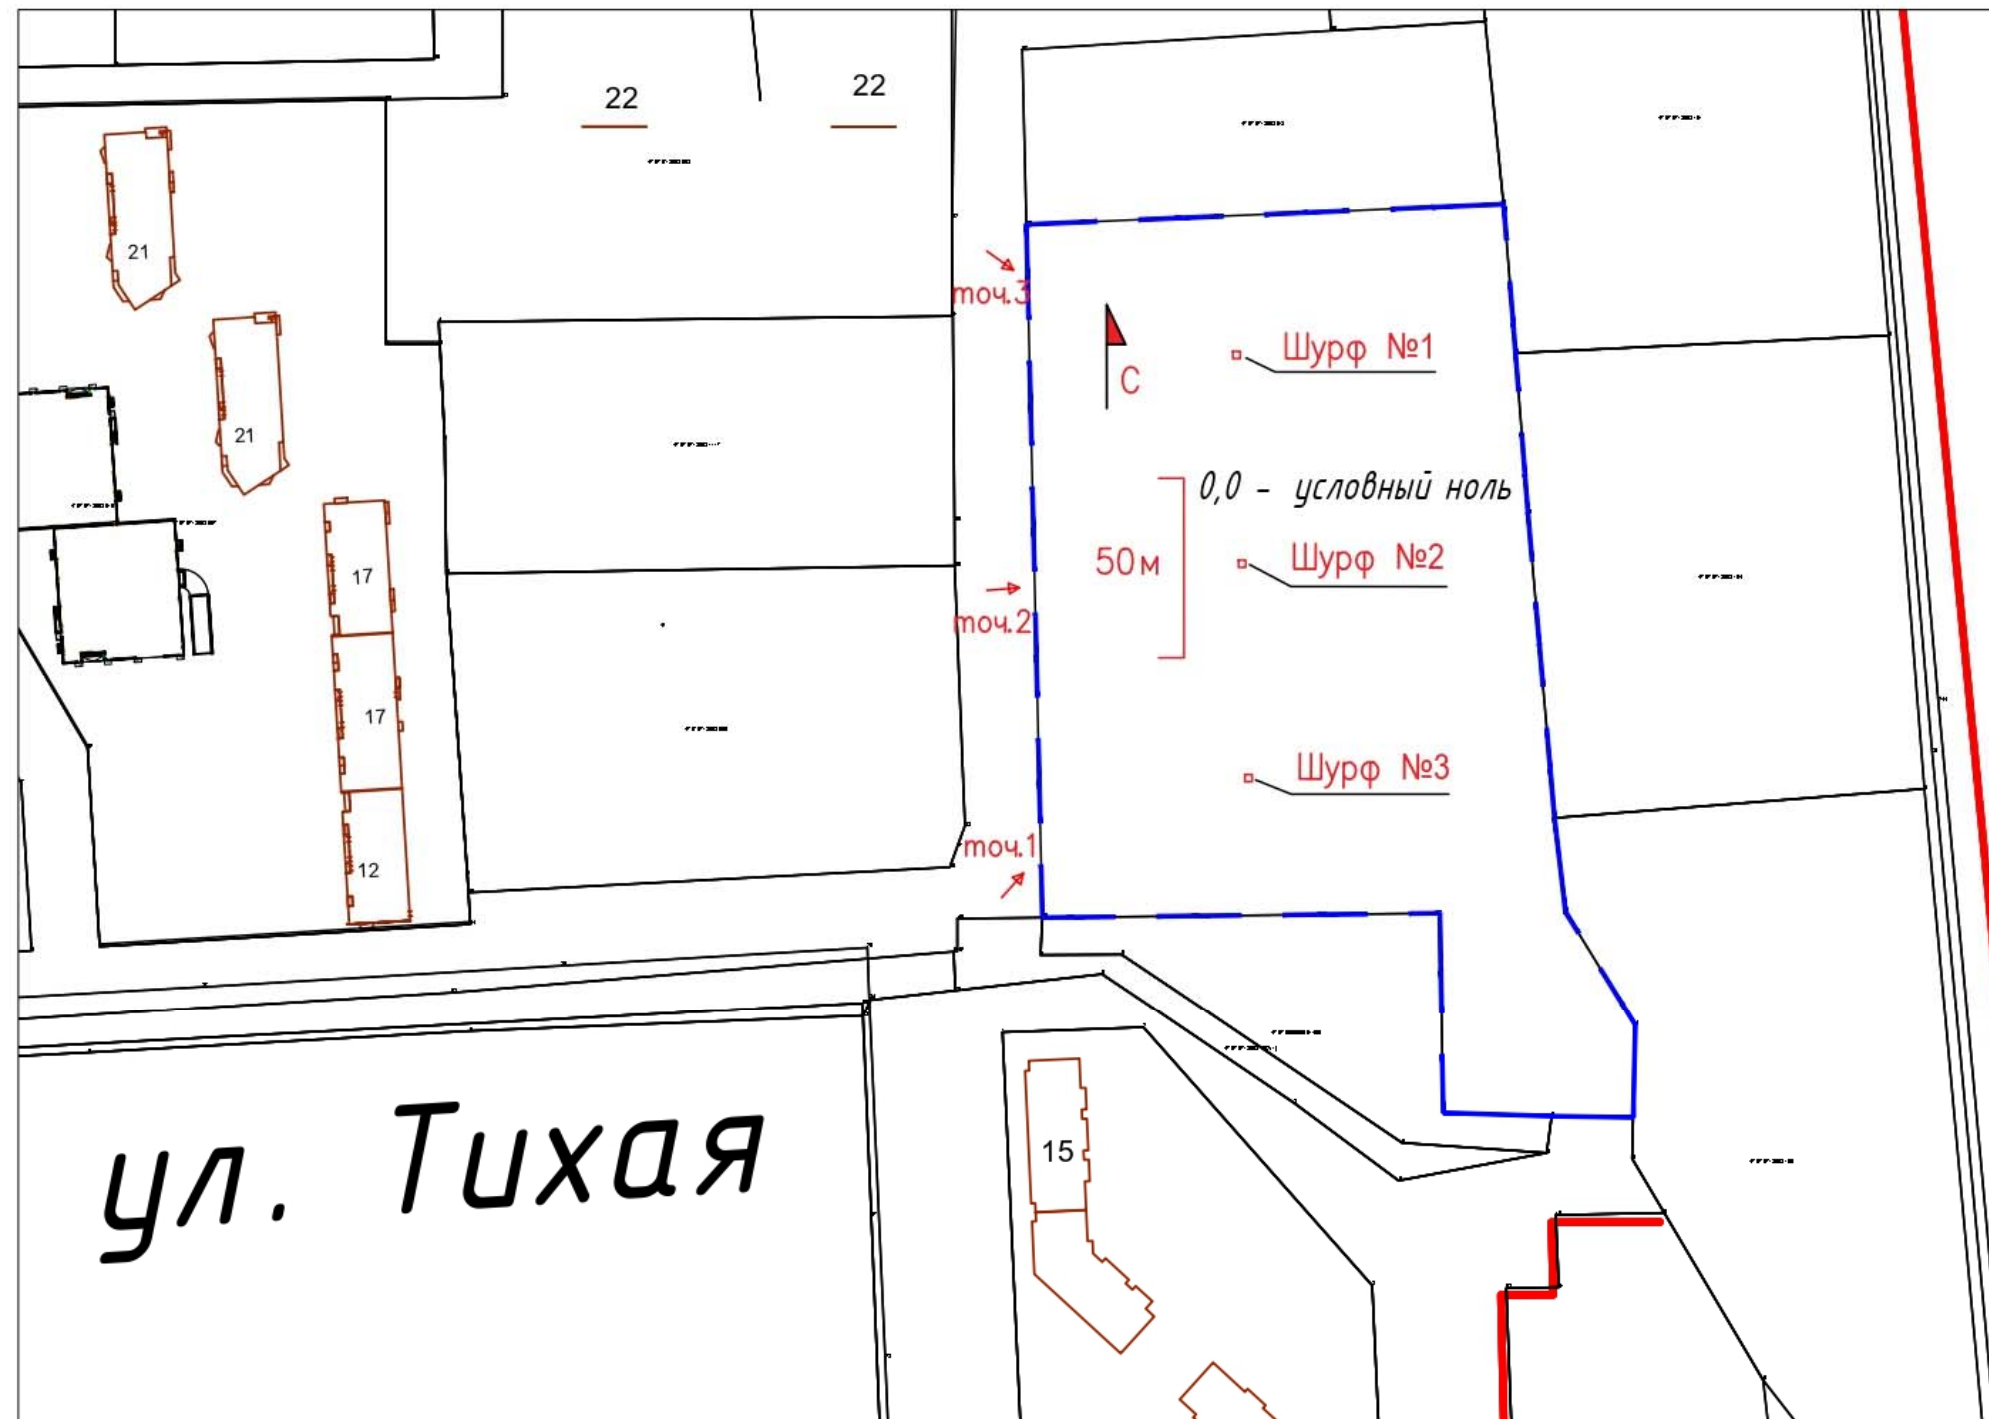 22
22
21
точ.3
Шурф №1
С
21
0,0 - условный ноль
50м
Шурф №2
17
точ.2
17
Шурф №3
точ.1
12
ул. Тихая
15